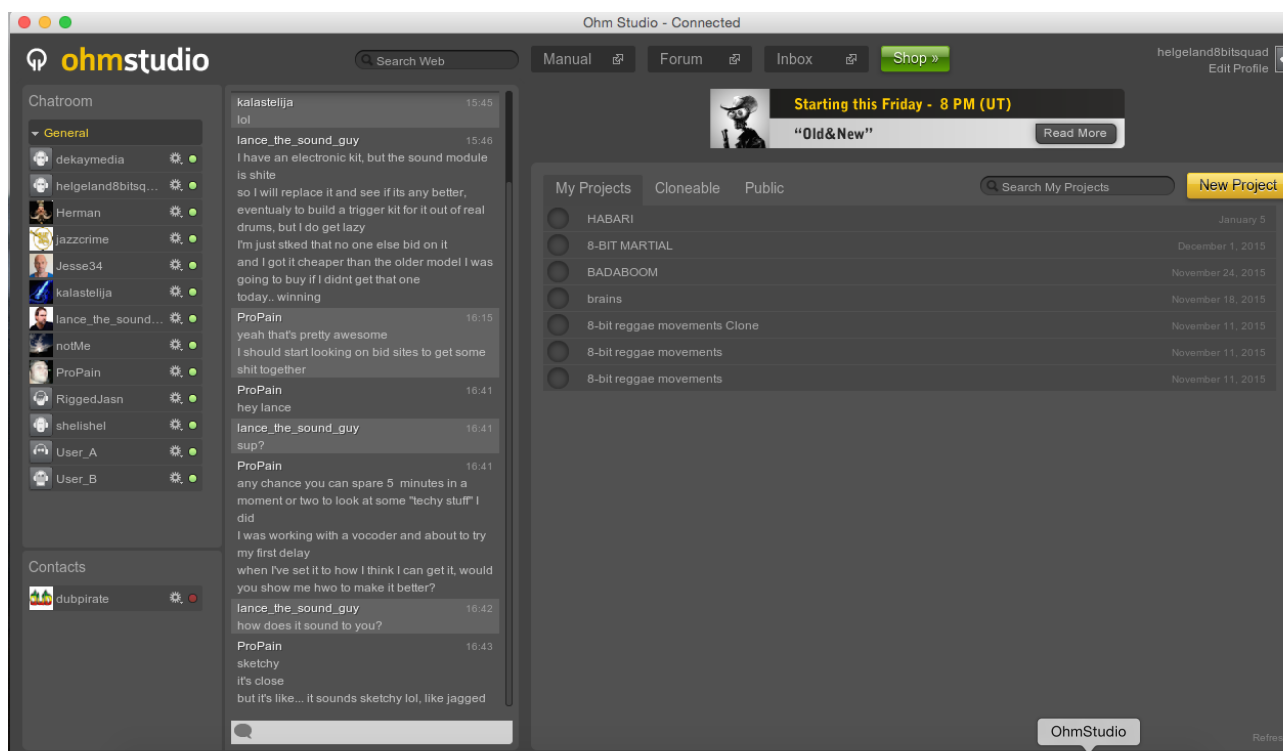 Ohm Studio - Connected
ohmstudio
Search Web
Manual
Forum
Inbox
Shop »
helgeland8bitsquad
Edit Profile
Chatroom
General
dekaymedia
helgeland8bitsq...
Herman
jazzcrime
Jesse34
kalastelija
lance_the_sound...
notMe
ProPain
RiggedJasn
shelishel
User_A
User_B
Contacts
dubpirate
kalastelija 15:45
lol
lance_the_sound_guy 15:46
I have an electronic kit, but the sound module
is shite
so I will replace it and see if its any better,
eventualy to build a trigger kit for it out of real
drums, but I do get lazy
I'm just stked that no one else bid on it
and I got it cheaper than the older model I was
going to buy if I didnt get that one
today.. winning
ProPain 16:15
yeah that's pretty awesome
I should start looking on bid sites to get some
shit together
ProPain 16:41
hey lance
lance_the_sound_guy 16:41
sup?
ProPain 16:41
any chance you can spare 5 minutes in a
moment or two to look at some "techy stuff" I
did
I was working with a vocoder and about to try
my first delay
when I've set it to how I think I can get it, would
you show me hwo to make it better?
lance_the_sound_guy 16:42
how does it sound to you?
ProPain 16:43
sketchy
it's close
but it's like... it sounds sketchy lol, like jagged
Starting this Friday - 8 PM (UT)
“Old&New”
Read More
My Projects
Cloneable
Public
Search My Projects
New Project
HABARI January 5
8-BIT MARTIAL December 1, 2015
BADABOOM November 24, 2015
brains November 18, 2015
8-bit reggae movements Clone November 11, 2015
8-bit reggae movements November 11, 2015
8-bit reggae movements November 11, 2015
OhmStudio
Refres